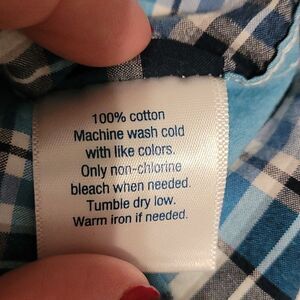 100% cotton
Machine wash cold
with like colors.
Only non-chlorine
bleach when needed.
Tumble dry low.
Warm iron if needed.